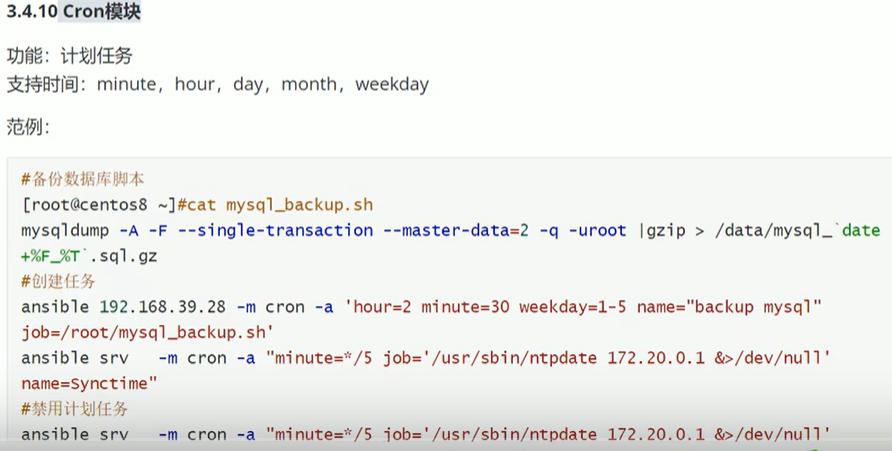 3.4.10 Cron模块
功能：计划任务
支持时间：minute，hour，day，month，weekday
范例：
#备份数据库脚本
[root@centos8 ~]#cat mysql_backup.sh
mysqldump -A -F --single-transaction --master-data=2 -q -uroot |gzip > /data/mysql_`date
+%F_%T`.sql.gz
#创建任务
ansible 192.168.39.28 -m cron -a 'hour=2 minute=30 weekday=1-5 name="backup mysql"
job=/root/mysql_backup.sh'
ansible srv   -m cron -a "minute=*/5 job='/usr/sbin/ntpdate 172.20.0.1 &>/dev/null'
name=Synctime"
#禁用计划任务
ansible srv   -m cron -a "minute=*/5 job='/usr/sbin/ntpdate 172.20.0.1 &>/dev/null'